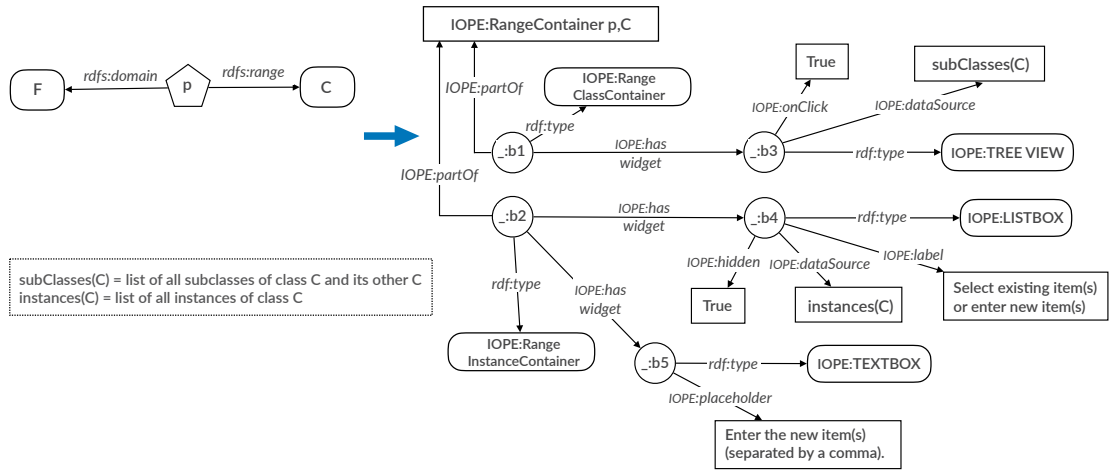 IOPE:RangeContainer p,C
F
rdfs:domain
p
rdfs:range
C
IOPE:partOf
IOPE:Range
ClassContainer
rdf:type
_:b1
IOPE:has
widget
_:b3
True
IOPE:onClick
subClasses(C)
IOPE:dataSource
rdf:type
IOPE:TREE VIEW
IOPE:partOf
_:b2
IOPE:has
widget
_:b4
rdf:type
IOPE:LISTBOX
IOPE:hidden
True
IOPE:dataSource
instances(C)
IOPE:label
Select existing item(s)
or enter new item(s)
subClasses(C) = list of all subclasses of class C and its other C
instances(C) = list of all instances of class C
rdf:type
IOPE:Range
InstanceContainer
IOPE:has
widget
_:b5
rdf:type
IOPE:TEXTBOX
IOPE:placeholder
Enter the new item(s)
(separated by a comma).